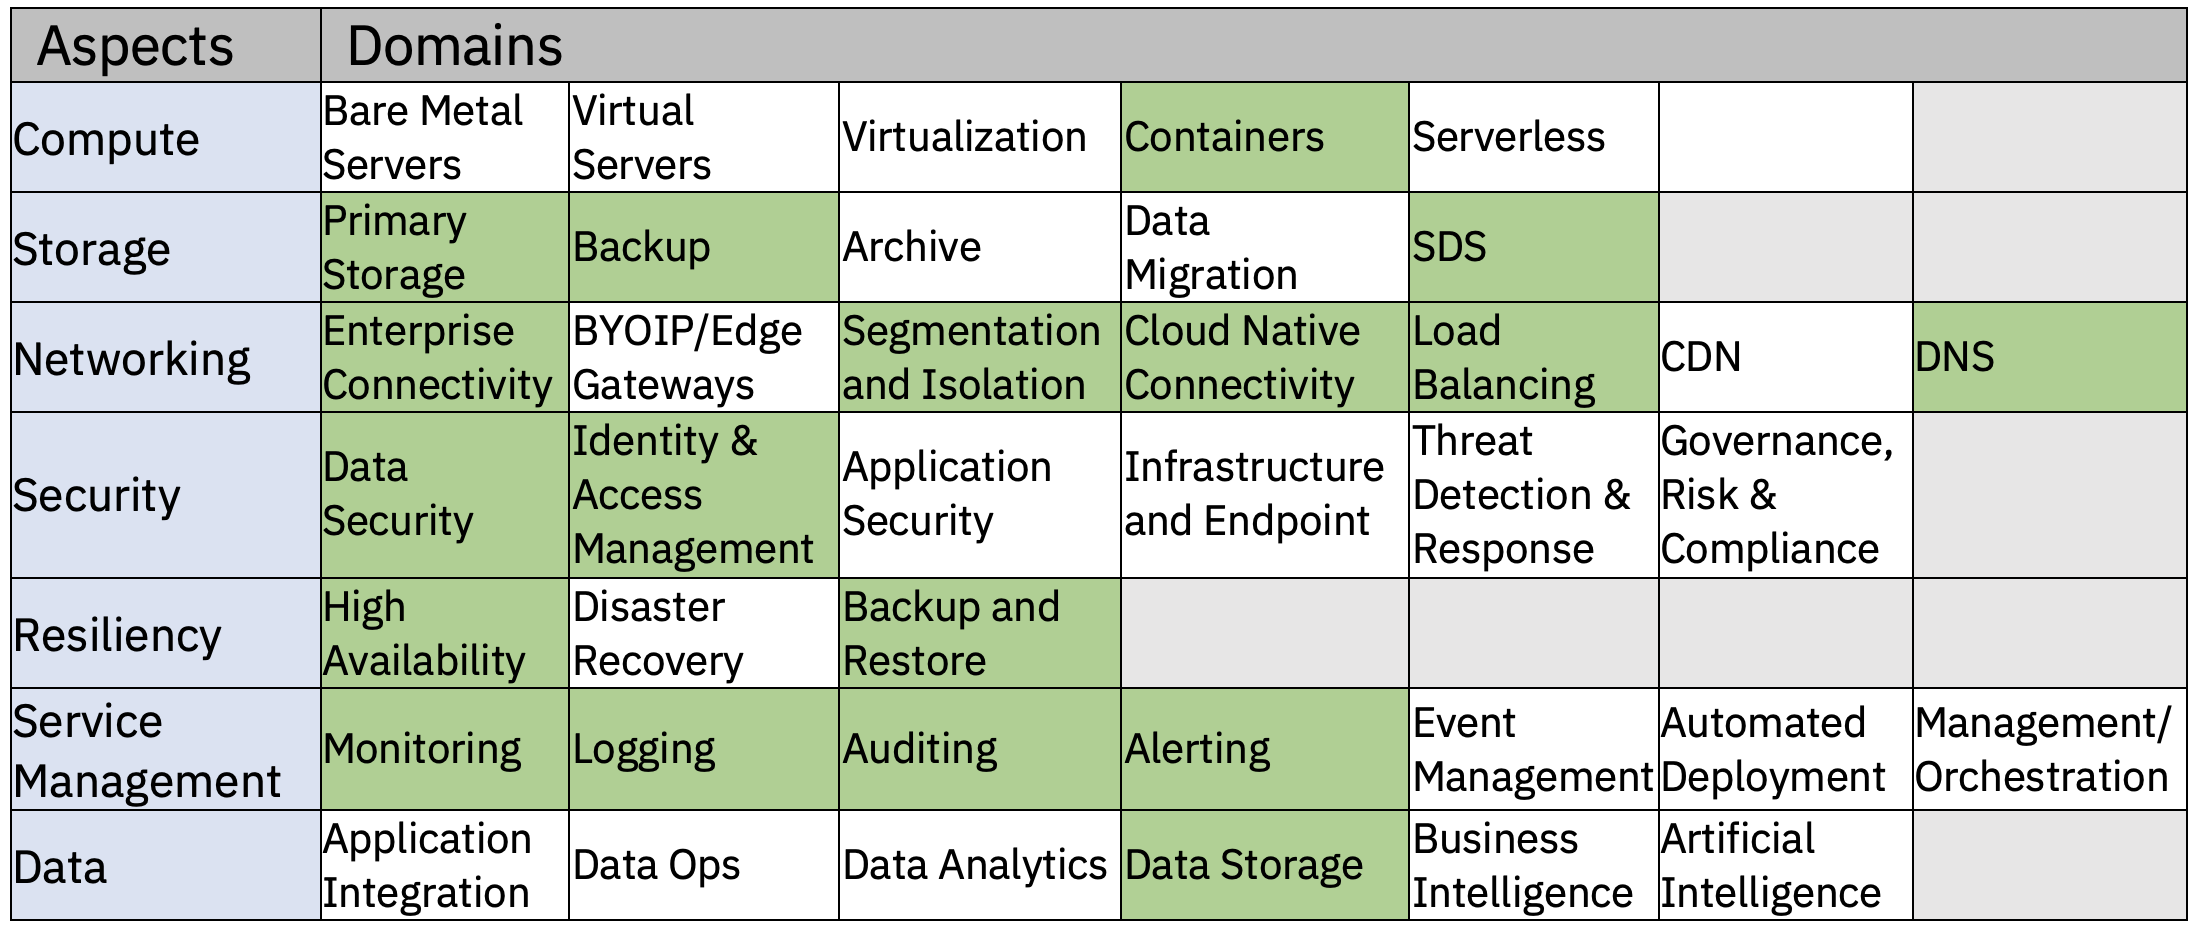 Aspects
Domains
Compute
Bare Metal
Servers
Virtual
Servers
Virtualization
Containers
Serverless
Storage
Primary
Storage
Backup
Archive
Data
Migration
SDS
Networking
Enterprise
Connectivity
BYOIP/Edge
Gateways
Segmentation
and Isolation
Cloud Native
Connectivity
Load
Balancing
CDN
DNS
Security
Data
Security
Identity &
Access
Management
Application
Security
Infrastructure
and Endpoint
Threat
Detection &
Response
Governance,
Risk &
Compliance
Resiliency
High
Availability
Disaster
Recovery
Backup and
Restore
Service
Management
Monitoring
Logging
Auditing
Alerting
Event
Management
Automated
Deployment
Management/
Orchestration
Data
Application
Integration
Data Ops
Data Analytics
Data Storage
Business
Intelligence
Artificial
Intelligence